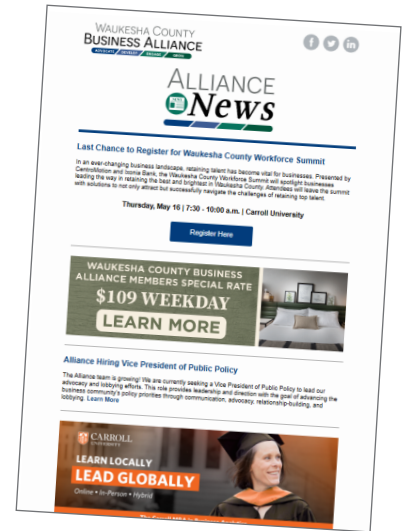 WAUKESHA COUNTY
BUSINESS ALLIANCE
ADVOCATE / DEVELOP / ENGAGE / GROW
ALLIANCE
News
Last Chance to Register for Waukesha County Workforce Summit
In an ever-changing business landscape, retaining talent has become vital for businesses. Presented by
CentroMotion and Ixonia Bank, the Waukesha County Workforce Summit will spotlight businesses
leading the way in retaining the best and brightest in Waukesha County. Attendees will leave the summit
with solutions to not only attract but successfully navigate the challenges of retaining top talent.
Thursday, May 16 | 7:30 - 10:00 a.m. | Carroll University
Register Here
WAUKESHA COUNTY BUSINESS
ALLIANCE MEMBERS SPECIAL RATE
$109 WEEKDAY
LEARN MORE
Alliance Hiring Vice President of Public Policy
The Alliance team is growing! We are currently seeking a Vice President of Public Policy to lead our
advocacy and lobbying efforts. This role provides leadership and direction with the goal of advancing the
business community's policy priorities through communication, advocacy, relationship-building, and
lobbying. Learn More
CARROLL
UNIVERSITY
LEARN LOCALLY
LEAD GLOBALLY
Online • In-Person • Hybrid